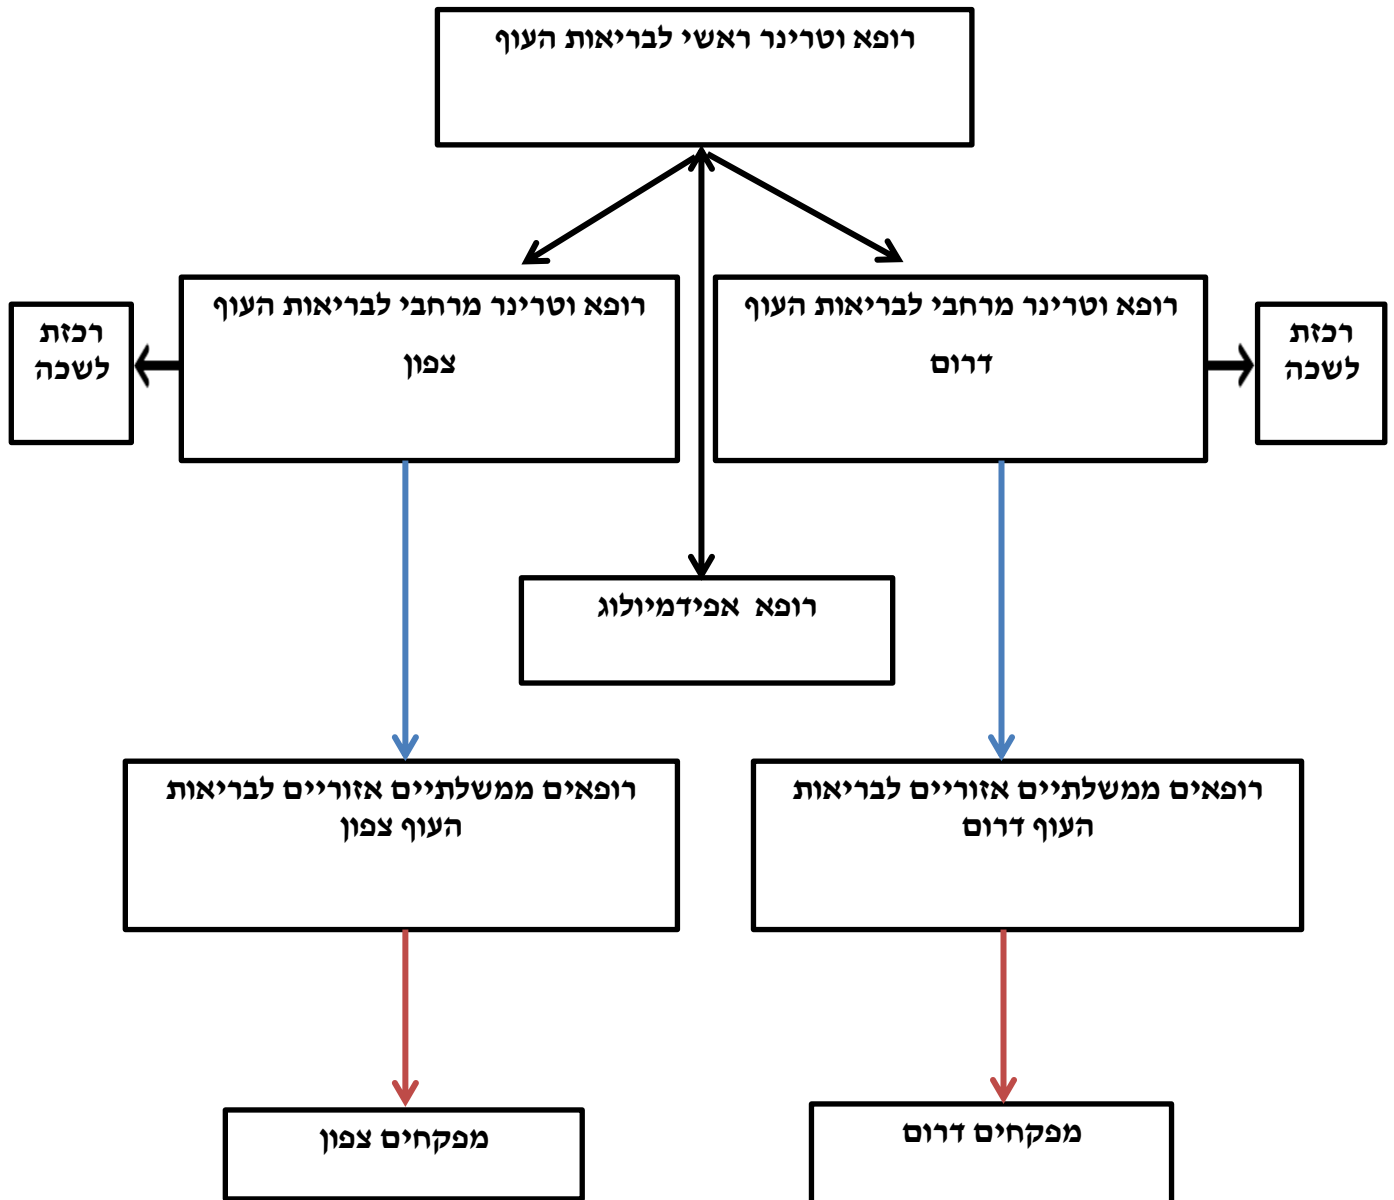 רופא וטרינר ראשי לבריאות העוף
רופא וטרינר מרחבי לבריאות העוף
דרום
רכזת
לשכה
רופא וטרינר מרחבי לבריאות העוף
צפון
רכזת
לשכה
רופא אפידמיולוג
רופאים ממשלתיים אזוריים לבריאות
העוף דרום
רופאים ממשלתיים אזוריים לבריאות
העוף צפון
מפקחים דרום
מפקחים צפון